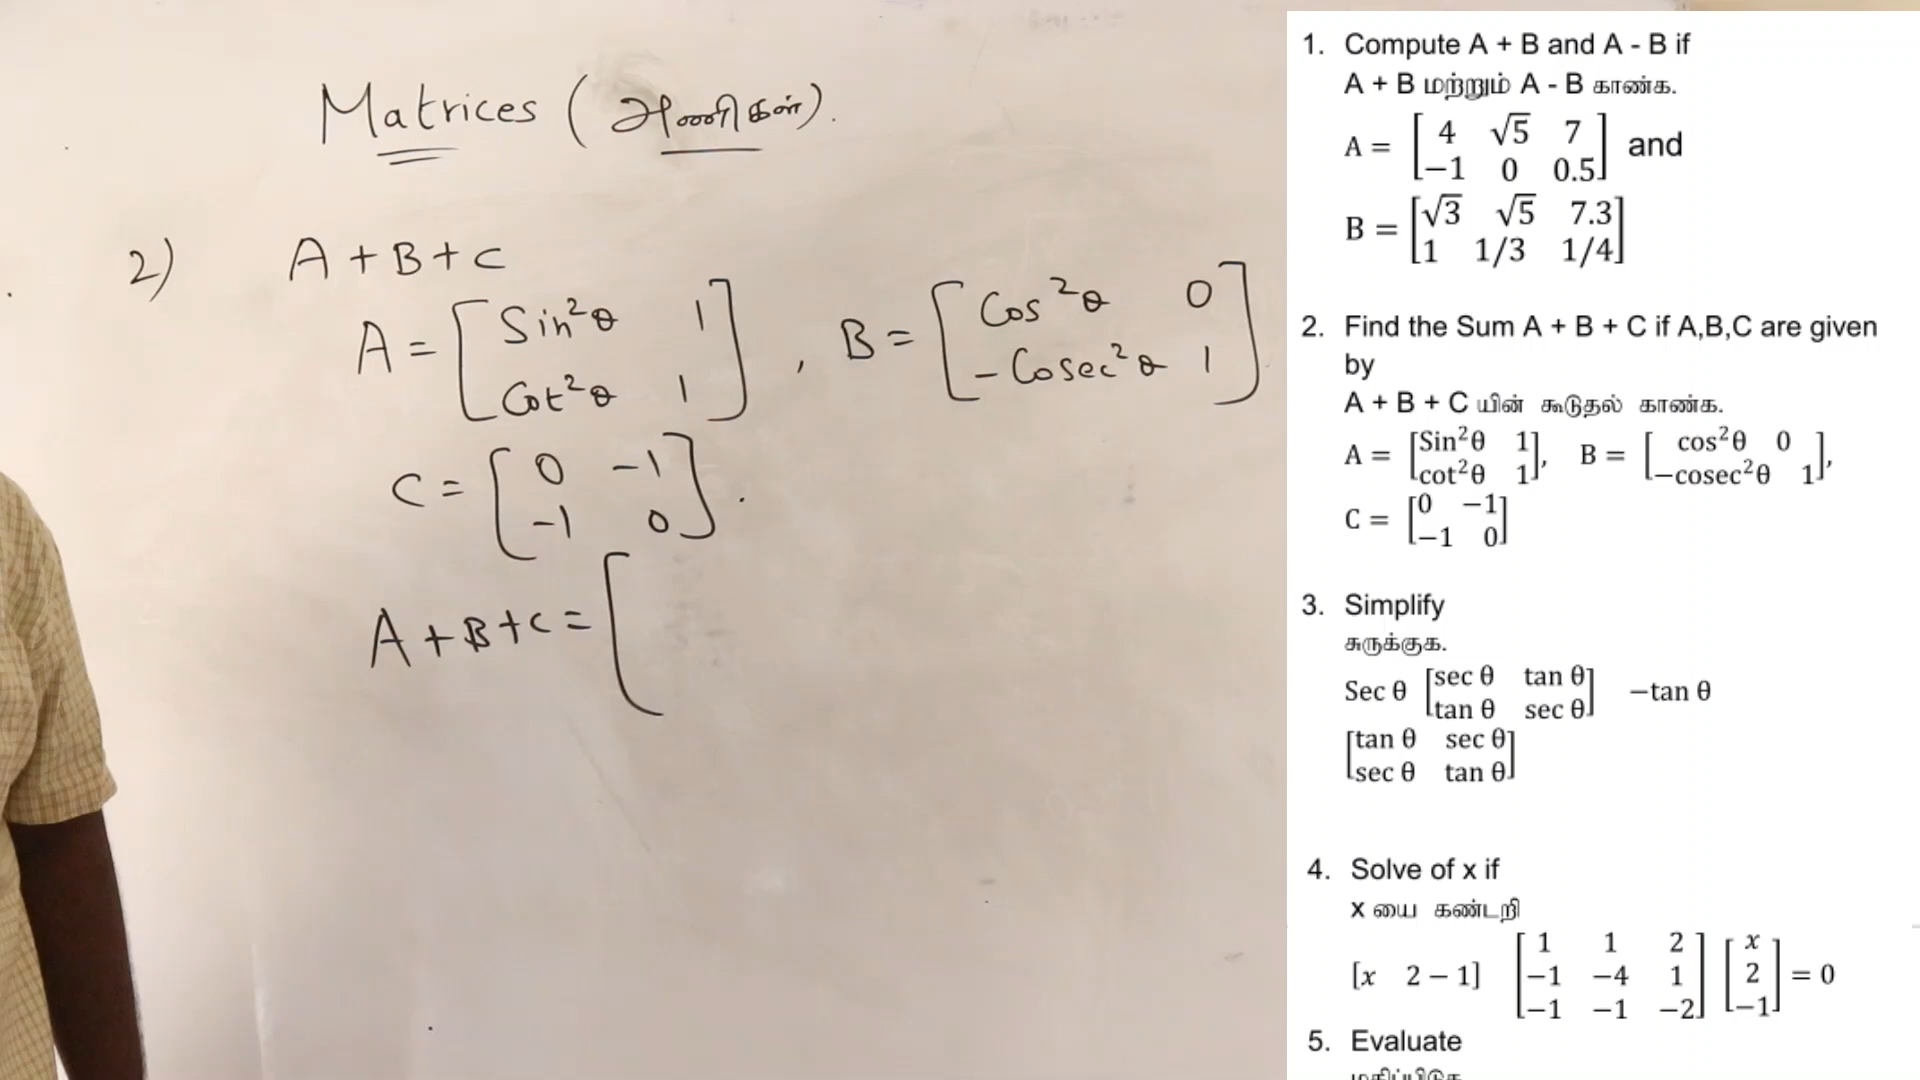 Matrices (அணிகள்).
2) A + B + C
A = [ Sin²θ 1
Cot²θ 1 ] , B = [ Cos²θ 0
- Cosec²θ 1 ]
C = [ 0 -1
-1 0 ] .
A + B + C = [
1. Compute A + B and A - B if
A + B மற்றும் A - B காண்க.
A = [ 4 √5 7
−1 0 0.5 ] and
B = [ √3 √5 7.3
1 1/3 1/4 ]
2. Find the Sum A + B + C if A,B,C are given
by
A + B + C யின் கூடுதல் காண்க.
A = [ Sin²θ 1
cot²θ 1 ], B = [ cos²θ 0
−cosec²θ 1 ],
C = [ 0 −1
−1 0 ]
3. Simplify
சுருக்குக.
Sec θ [ sec θ tan θ
tan θ sec θ ] −tan θ
[ tan θ sec θ
sec θ tan θ ]
4. Solve of x if
x யை கண்டறி
[x 2 − 1] [ 1 1 2
−1 −4 1
−1 −1 −2 ] [ x
2
−1 ] = 0
5. Evaluate